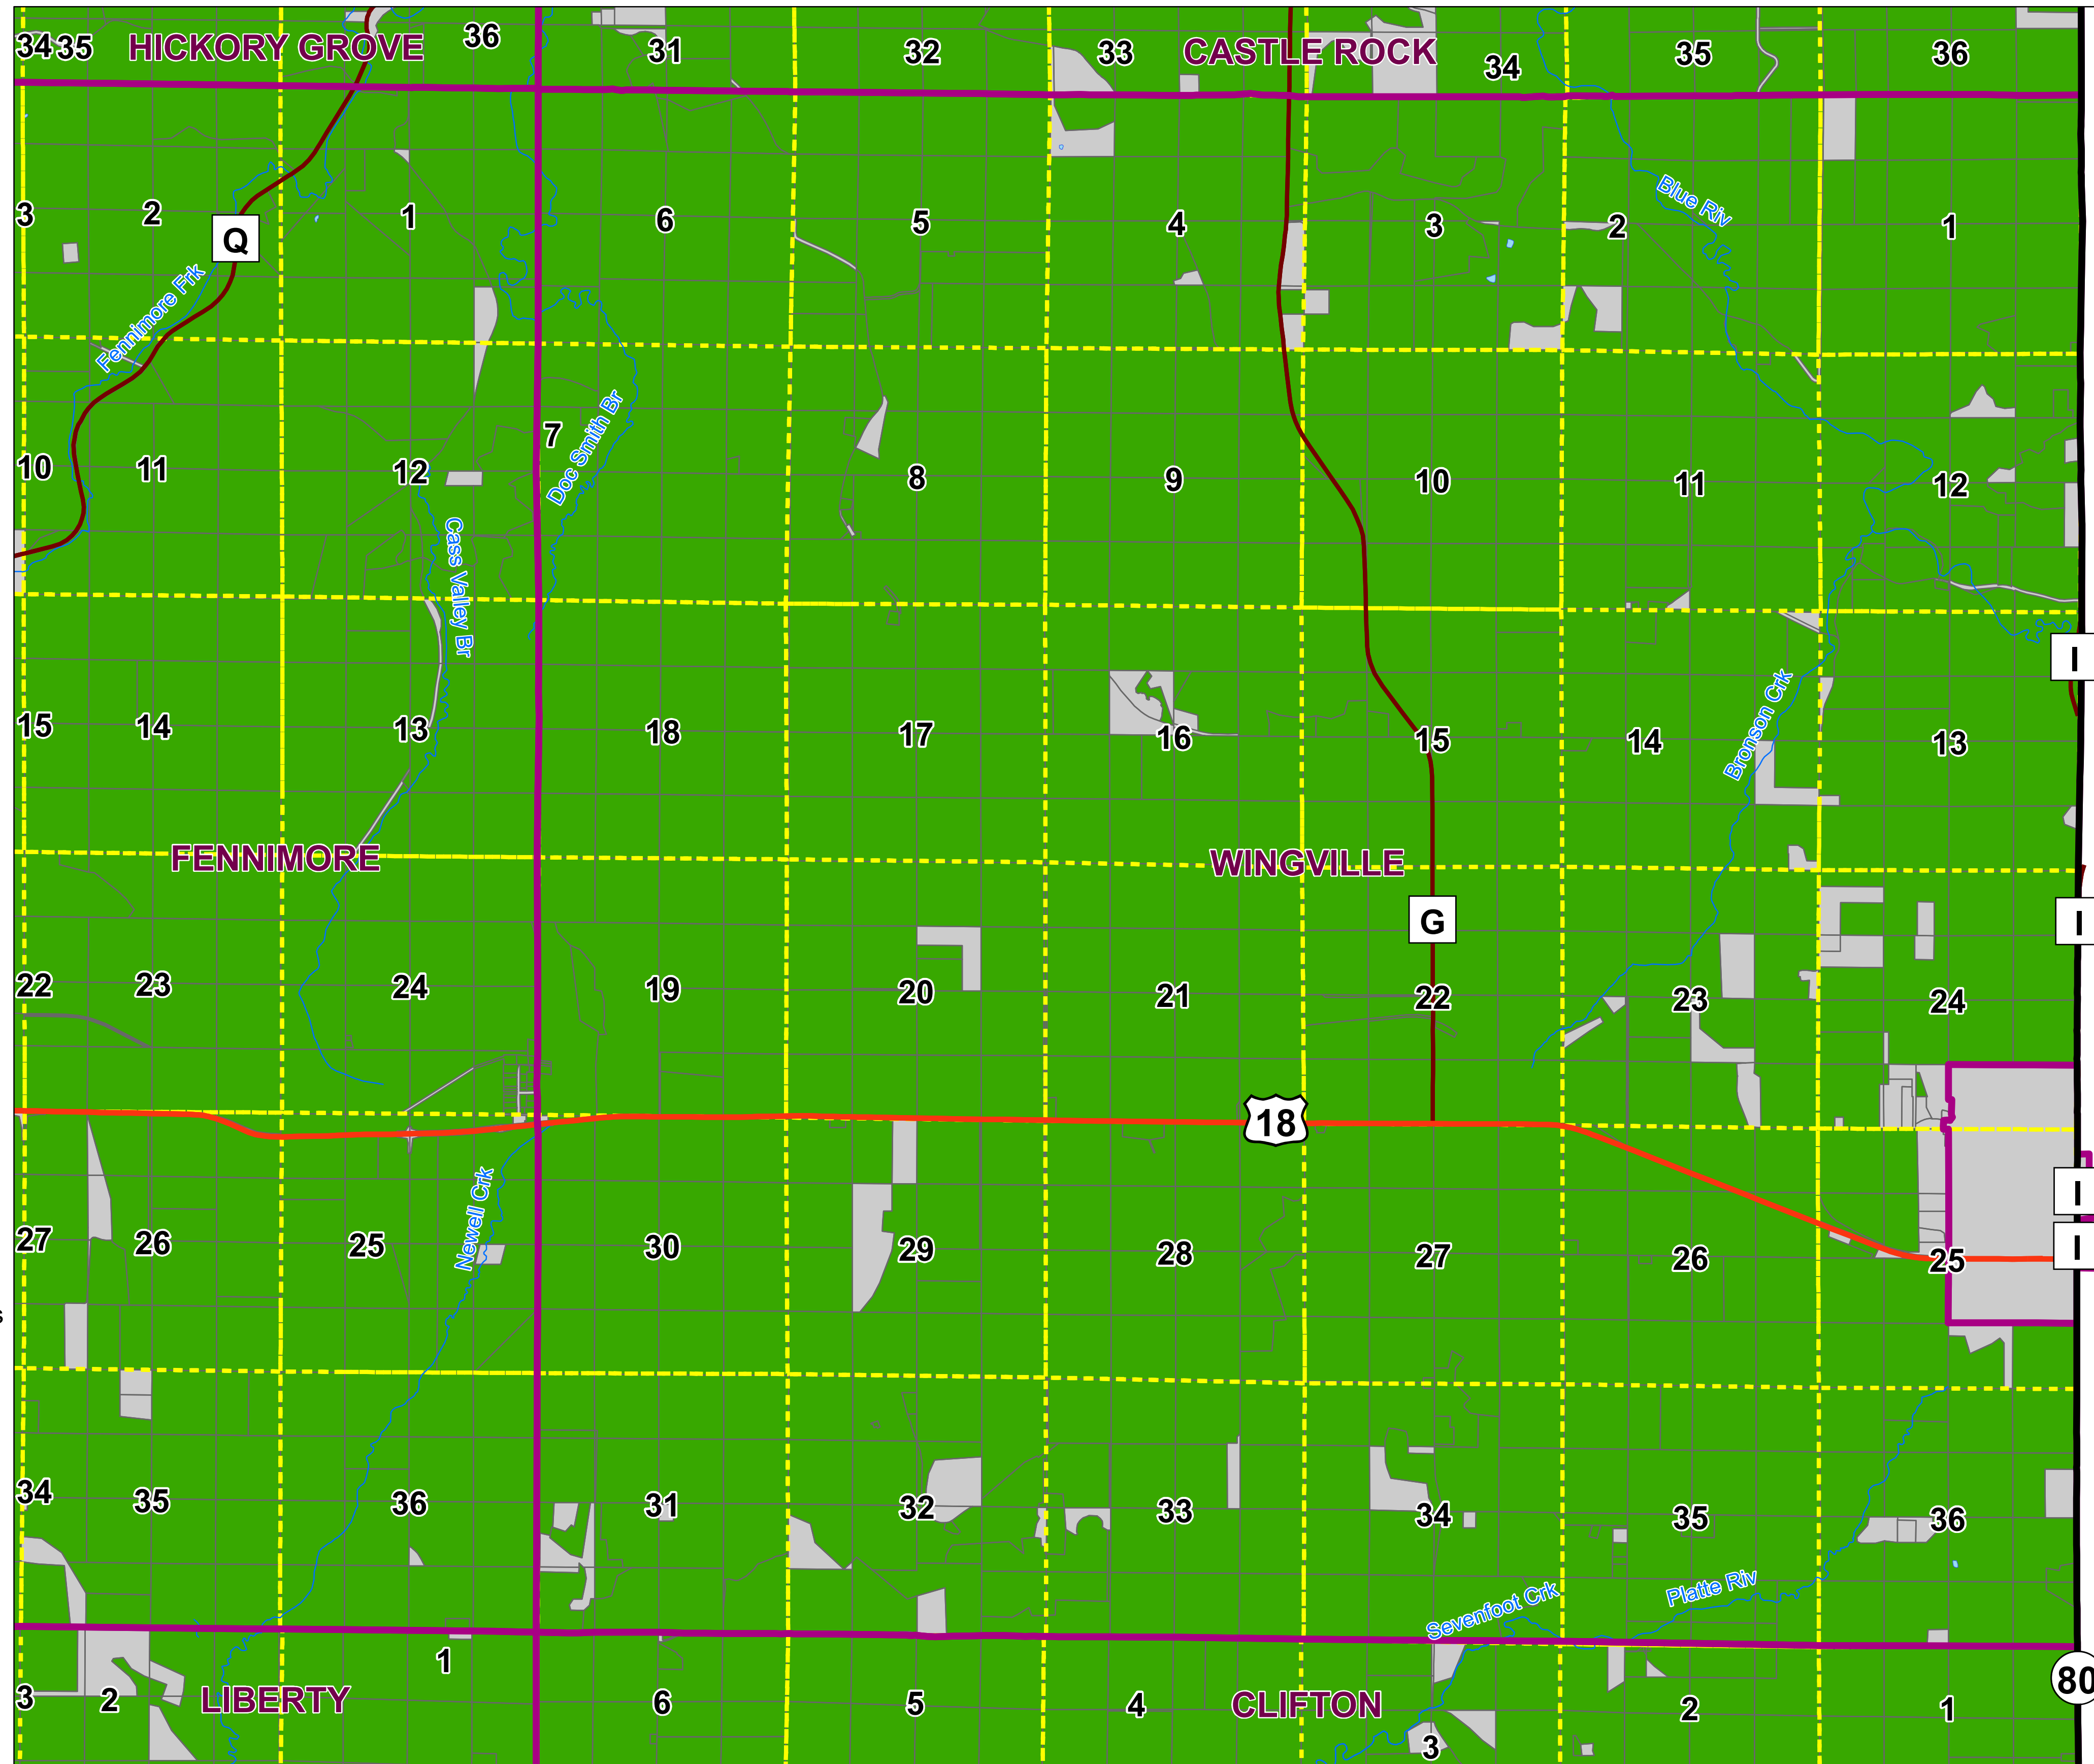 34 35 HICKORY GROVE 36 31 32 33 CASTLE ROCK 34 35 36
3 2 1 6 5 4 3 2 Blue Riv 1
Q
Fennimore Frk
10 11 12 7 Doc Smith Br 8 9 10 11 12
Cass Valley Br
I
15 14 13 18 17 16 15 14 Bronson Crk 13
FENNIMORE WINGVILLE
G I
22 23 24 19 20 21 22 23 24
18
Newell Crk I
27 26 25 30 29 28 27 26 25 I
s
34 35 36 31 32 33 34 35 36
Sevenfoot Crk Platte Riv
1
80
3 2 LIBERTY 6 5 4 CLIFTON 2 1
3